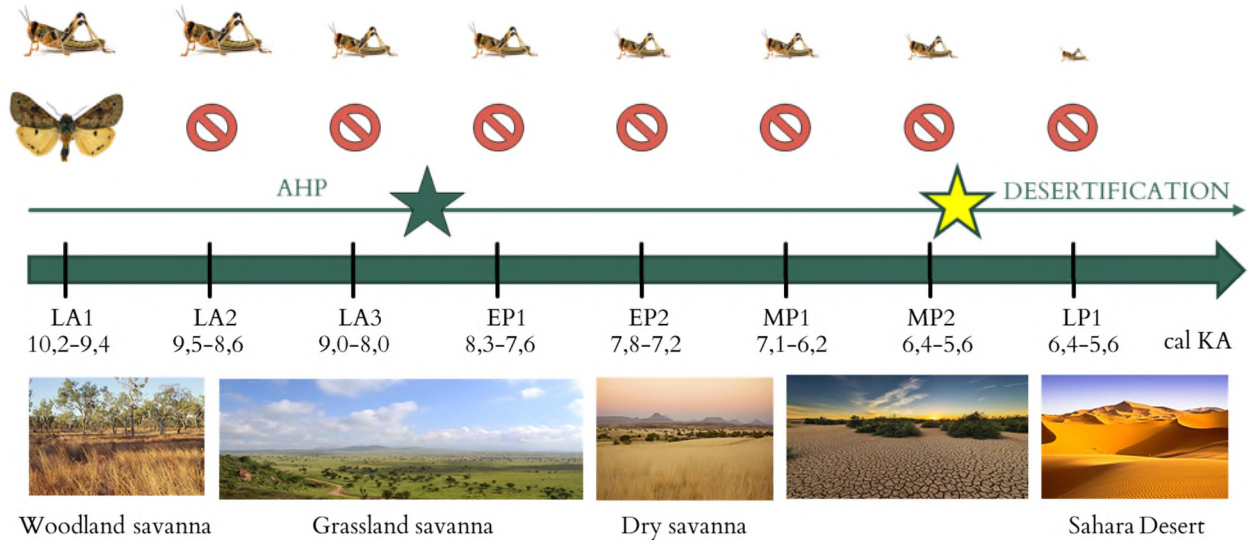 AHP
DESERTIFICATION
LA1
10,2-9,4
LA2
9,5-8,6
LA3
9,0-8,0
EP1
8,3-7,6
EP2
7,8-7,2
MP1
7,1-6,2
MP2
6,4-5,6
LP1
6,4-5,6
cal KA
Woodland savanna
Grassland savanna
Dry savanna
Sahara Desert